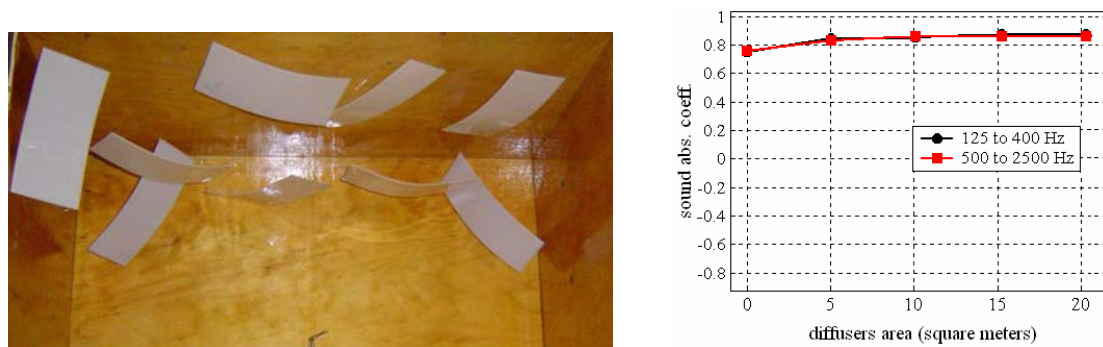 1
0.8
0.6
0.4
0.2
0
-0.2
-0.4
-0.6
-0.8
sound abs. coeff.
125 to 400 Hz
500 to 2500 Hz
0 5 10 15 20
diffusers area (square meters)